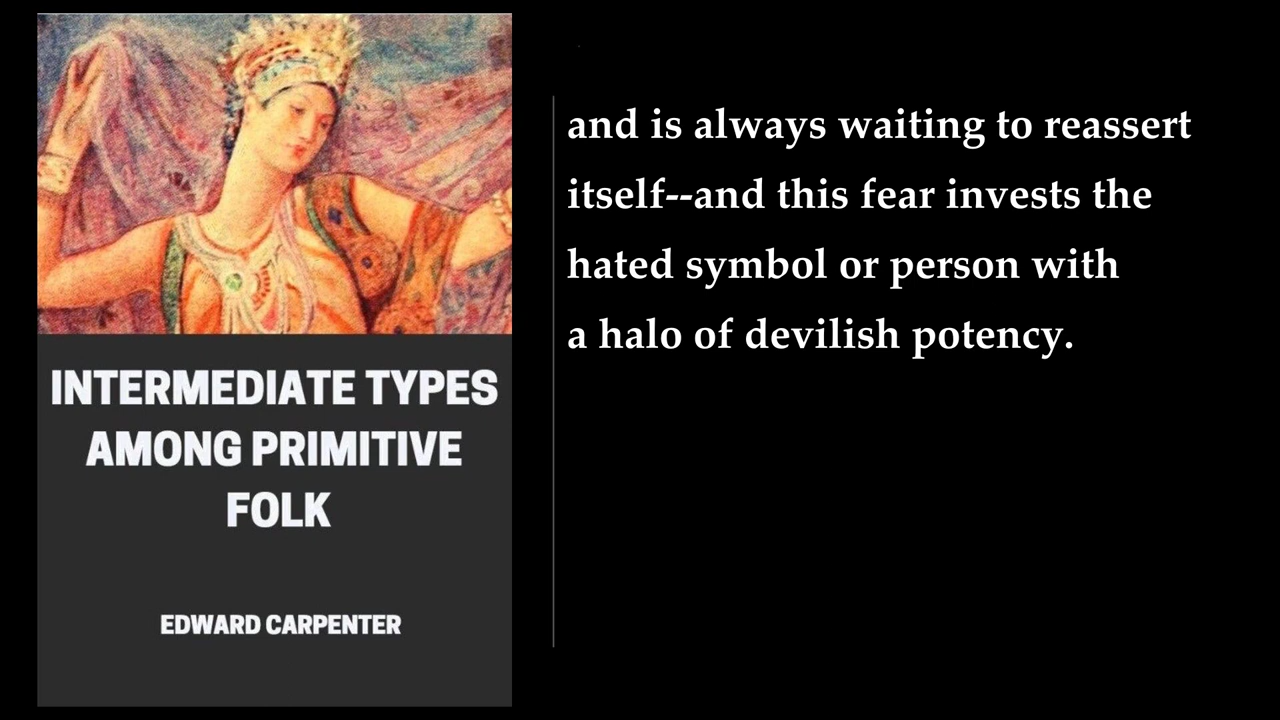 INTERMEDIATE TYPES
AMONG PRIMITIVE
FOLK
EDWARD CARPENTER
and is always waiting to reassert
itself--and this fear invests the
hated symbol or person with
a halo of devilish potency.